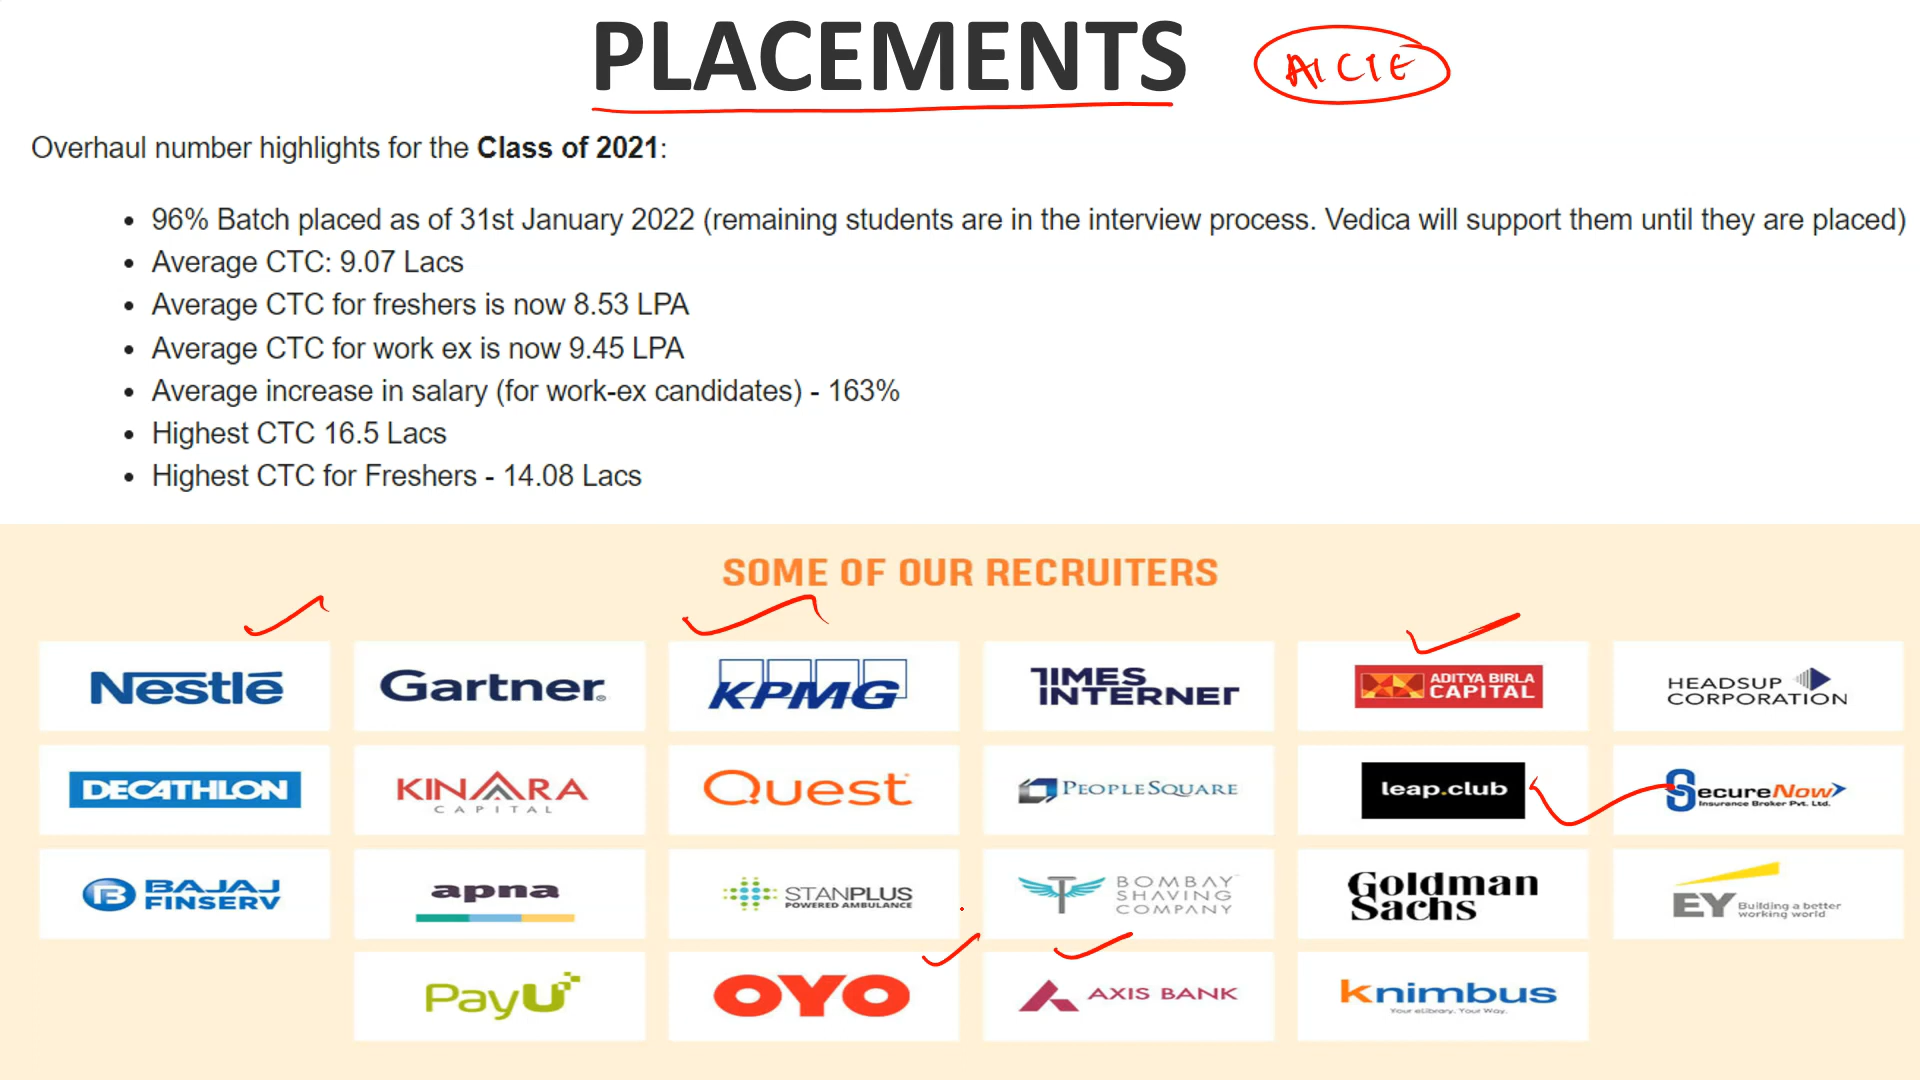 PLACEMENTS
AICTE
Overhaul number highlights for the Class of 2021:
• 96% Batch placed as of 31st January 2022 (remaining students are in the interview process. Vedica will support them until they are placed)
• Average CTC: 9.07 Lacs
• Average CTC for freshers is now 8.53 LPA
• Average CTC for work ex is now 9.45 LPA
• Average increase in salary (for work-ex candidates) - 163%
• Highest CTC 16.5 Lacs
• Highest CTC for Freshers - 14.08 Lacs
SOME OF OUR RECRUITERS
Nestlé
Gartner®
KPMG
TIMES INTERNET
ADITYA BIRLA CAPITAL
HEADSUP CORPORATION
DECATHLON
KINARA CAPITAL
Quest
PEOPLESQUARE
leap.club
SecureNow Insurance Broker Pvt. Ltd.
BAJAJ FINSERV
apna
STANPLUS POWERED AMBULANCE
BOMBAY SHAVING COMPANY
Goldman Sachs
EY Building a better working world
PayU
OYO
AXIS BANK
knimbus Your eLibrary. Your Way.